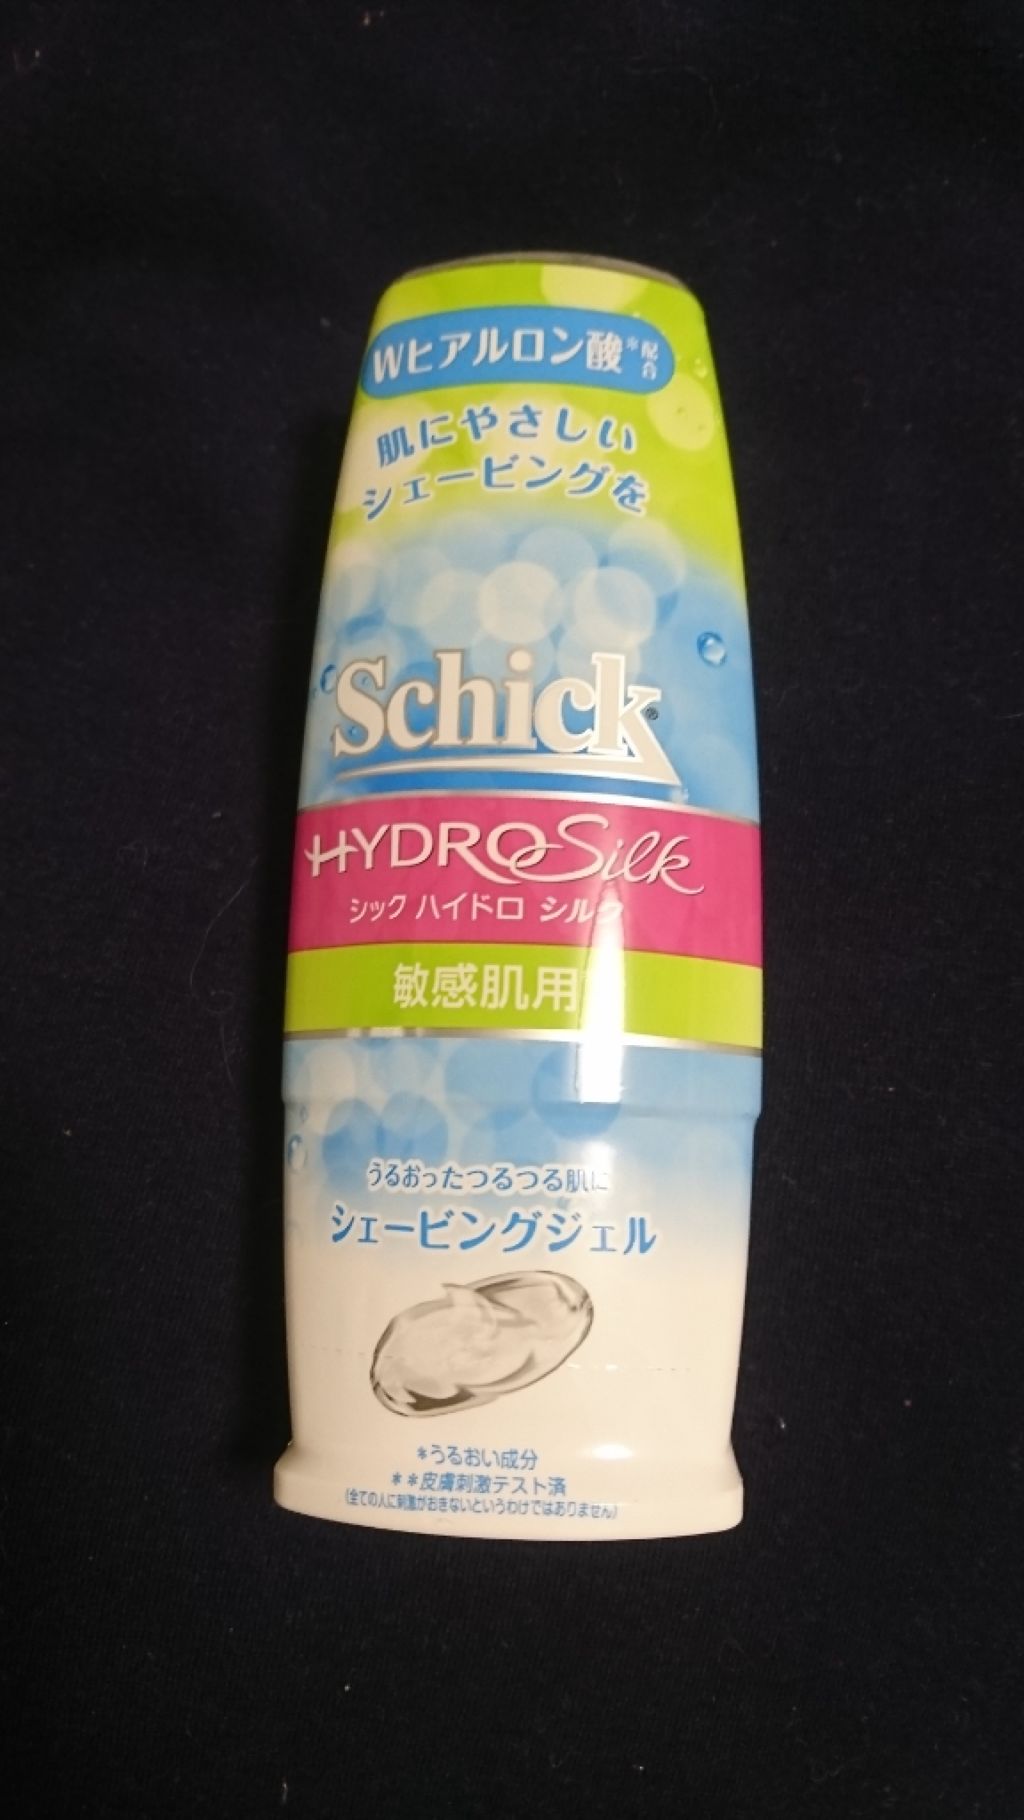 Wヒアルロン酸*配合
肌にやさしい
シェービングを
Schick®
HYDROSilk
シック ハイドロ シルク
敏感肌用
うるおったつるつる肌に
シェービングジェル
*うるおい成分
**皮膚刺激テスト済
(全ての人に刺激がおきないというわけではありません)